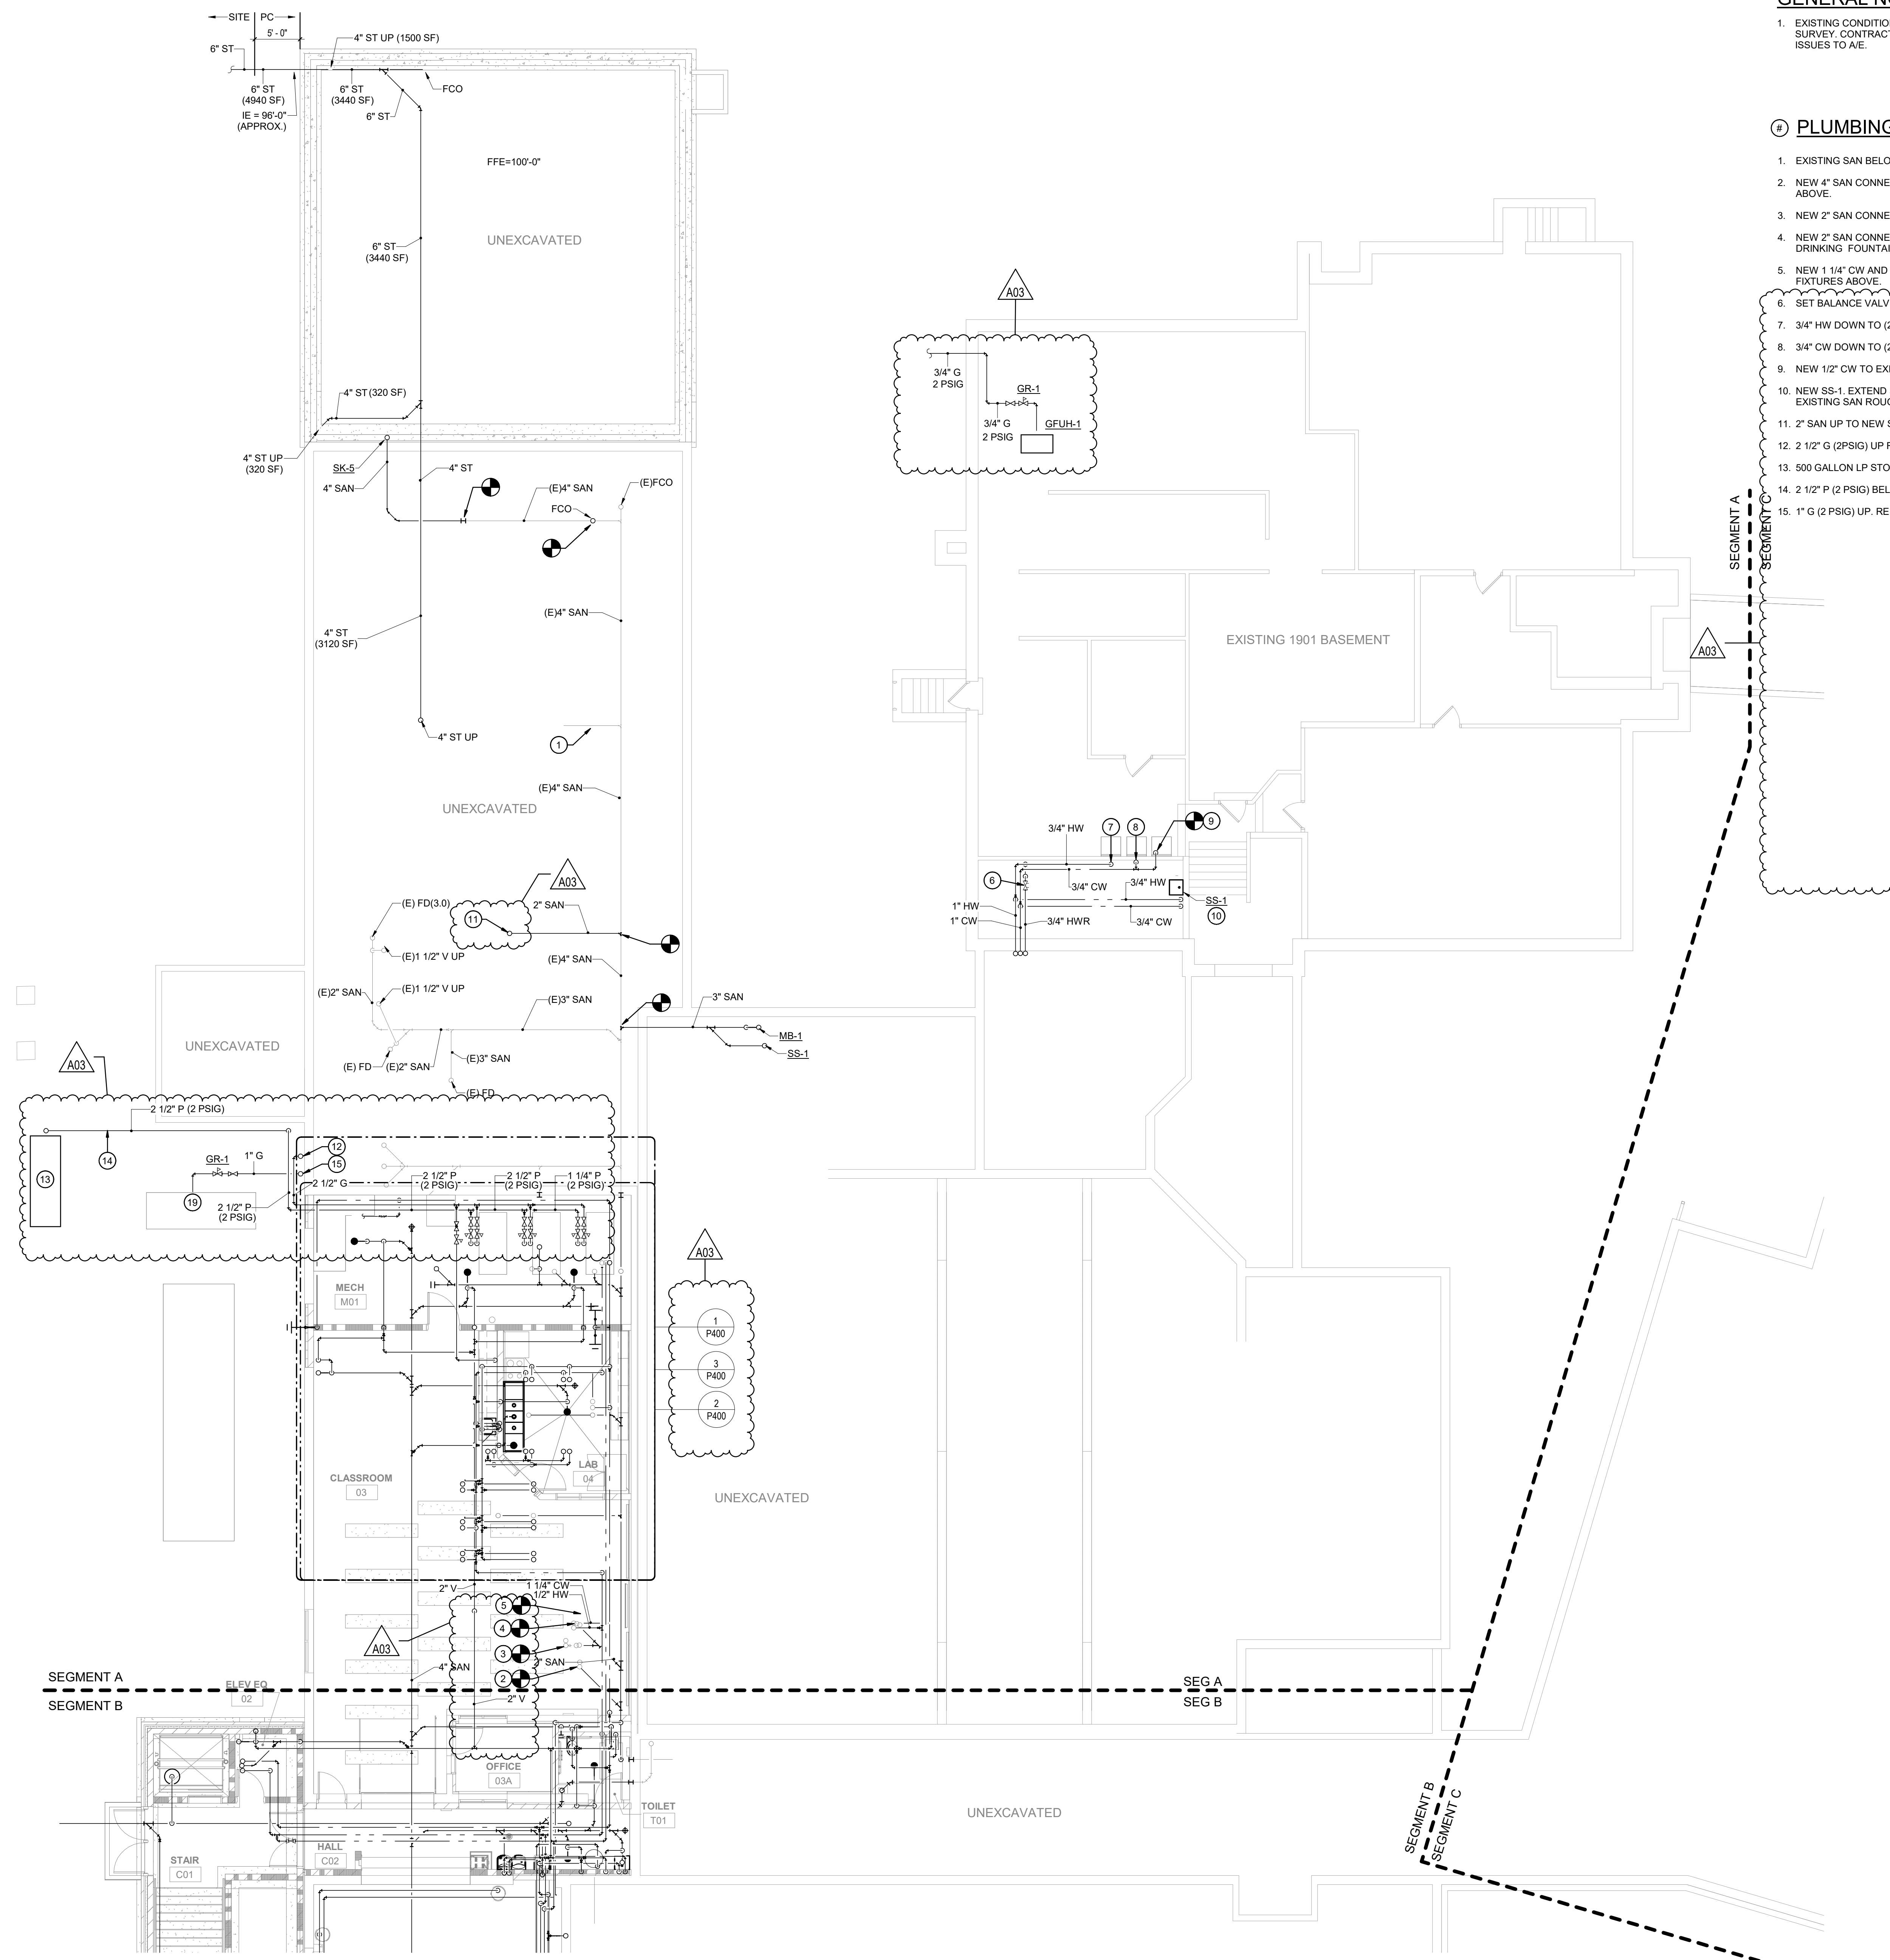 SITE
PC
5' - 0"
6" ST
4" ST UP (1500 SF)
6" ST
(4940 SF)
6" ST
(3440 SF)
FCO
IE = 96'-0"
(APPROX.)
6" ST
FFE=100'-0"
UNEXCAVATED
6" ST
(3440 SF)
4" ST (320 SF)
4" ST UP
(320 SF)
SK-5
4" SAN
4" ST
(E)4" SAN
(E)FCO
FCO
(E)4" SAN
4" ST
(3120 SF)
4" ST UP
1
(E)4" SAN
UNEXCAVATED
A03
(E) FD(3.0)
11
2" SAN
(E)1 1/2" V UP
(E)4" SAN
(E)2" SAN
(E)1 1/2" V UP
(E)3" SAN
3" SAN
MB-1
SS-1
UNEXCAVATED
(E) FD
(E)2" SAN
(E)3" SAN
(E) FD
A03
3/4" G
2 PSIG
GR-1
3/4" G
2 PSIG
GFUH-1
EXISTING 1901 BASEMENT
3/4" HW
7
8
9
6
3/4" CW
3/4" HW
SS-1
10
1" HW
1" CW
3/4" HWR
3/4" CW
A03
2 1/2" P (2 PSIG)
13
14
GR-1
1" G
12
15
19
2 1/2" P
(2 PSIG)
2 1/2" G
2 1/2" P
(2 PSIG)
2 1/2" P
(2 PSIG)
1 1/4" P
(2 PSIG)
A03
1
P400
3
P400
2
P400
MECH
M01
CLASSROOM
03
LAB
04
UNEXCAVATED
2" V
1 1/4" CW
1/2" HW
5
4
3
2
A03
4" SAN
" SAN
2" V
SEGMENT A
SEGMENT B
ELEV EQ
02
SEG A
SEG B
OFFICE
03A
TOILET
T01
UNEXCAVATED
HALL
C02
STAIR
C01
SEGMENT B
SEGMENT C
SEGMENT A
SEGMENT C
A03
GENERAL
1. EXISTING
SURVEY.
ISSUES TO A/E.
# PLUMBING
1. EXISTING SAN
2. NEW 4" SAN
ABOVE.
3. NEW 2" SAN
4. NEW 2" SAN
DRINKING
5. NEW 1 1/4" CW AND
FIXTURES ABOVE.
6. SET BALANCE
7. 3/4" HW DOWN TO
8. 3/4" CW DOWN TO
9. NEW 1/2" CW TO
10. NEW SS-1. EXTEND
EXISTING SAN
11. 2" SAN UP TO NEW
12. 2 1/2" G (2PSIG) UP
13. 500 GALLON LP
14. 2 1/2" P (2 PSIG)
15. 1" G (2 PSIG) UP.